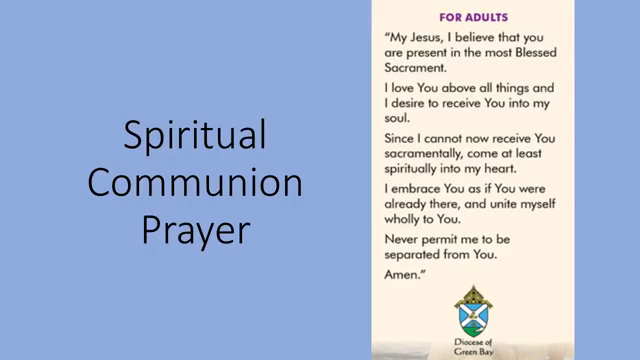 Spiritual
Communion
Prayer
FOR ADULTS
“My Jesus, I believe that you
are present in the most Blessed
Sacrament.
I love You above all things and
I desire to receive You into my
soul.
Since I cannot now receive You
sacramentally, come at least
spiritually into my heart.
I embrace You as if You were
already there, and unite myself
wholly to You.
Never permit me to be
separated from You.
Amen.”
Diocese of
Green Bay